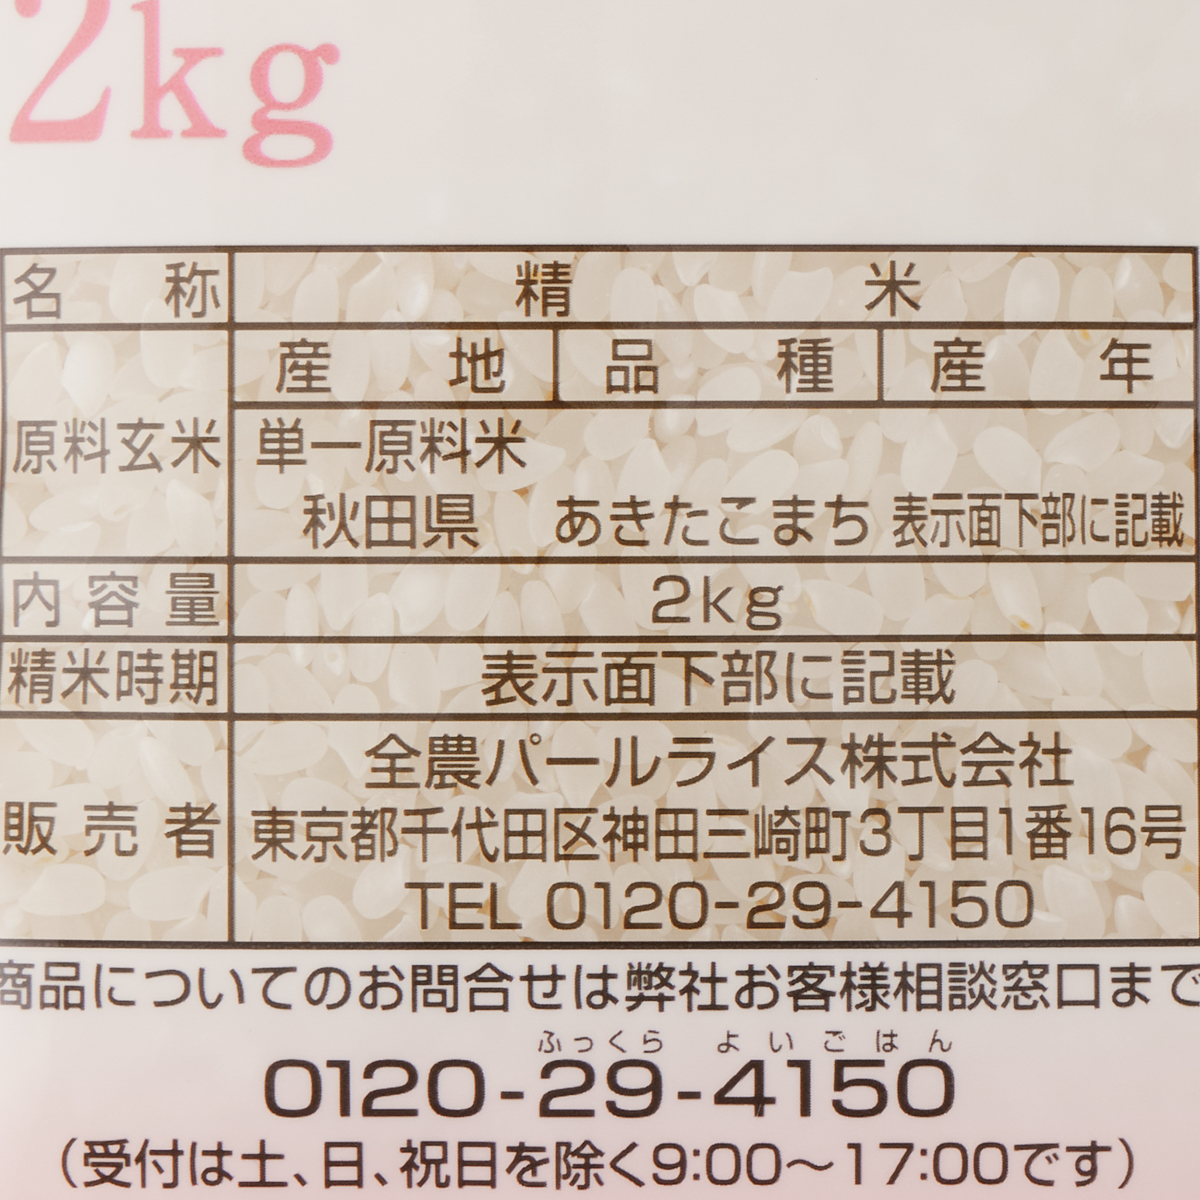 2kg
名称 精米
産地 品種 産年
原料玄米 単一原料米
秋田県 あきたこまち 表示面下部に記載
内容量 2kg
精米時期 表示面下部に記載
全農パールライス株式会社
販売者 東京都千代田区神田三崎町3丁目1番16号
TEL 0120-29-4150
商品についてのお問合せは弊社お客様相談窓口まで
ふっくら よいごはん
0120-29-4150
（受付は土、日、祝日を除く9:00～17:00です）